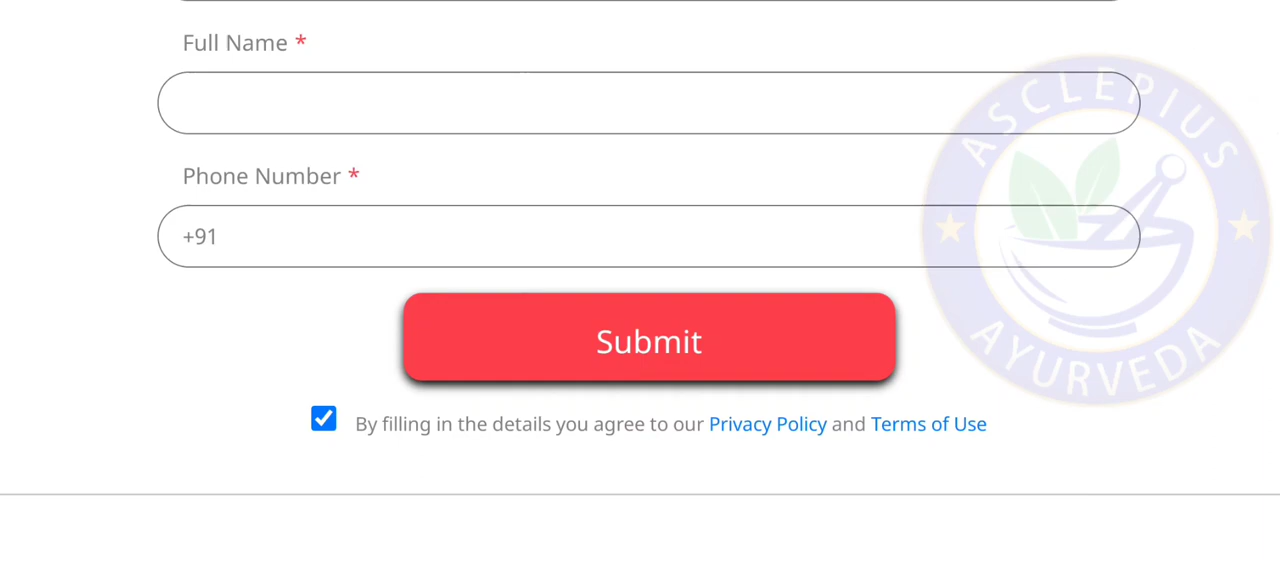 Full Name *
Phone Number *
+91
Submit
By filling in the details you agree to our Privacy Policy and Terms of Use
ASCLEPIUS
AYURVEDA